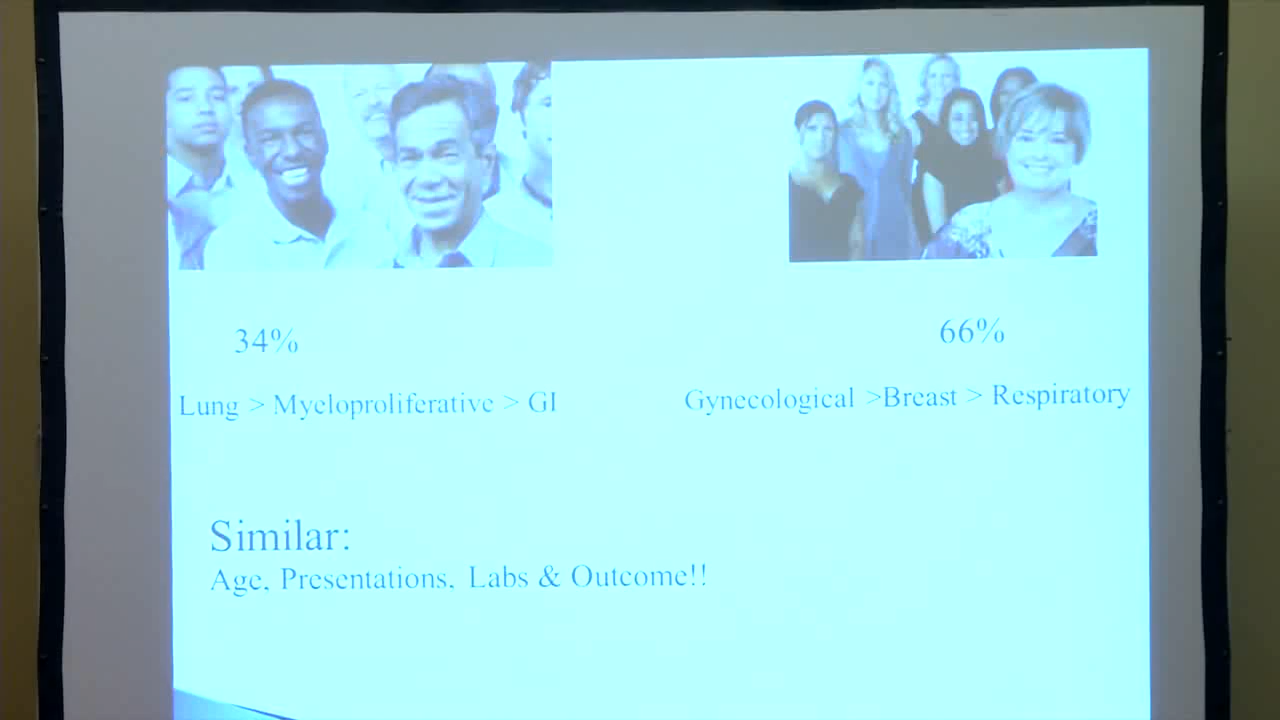 34%
66%
Lung > Myeloproliferative > GI
Gynecological >Breast > Respiratory
Similar:
Age, Presentations, Labs & Outcome!!